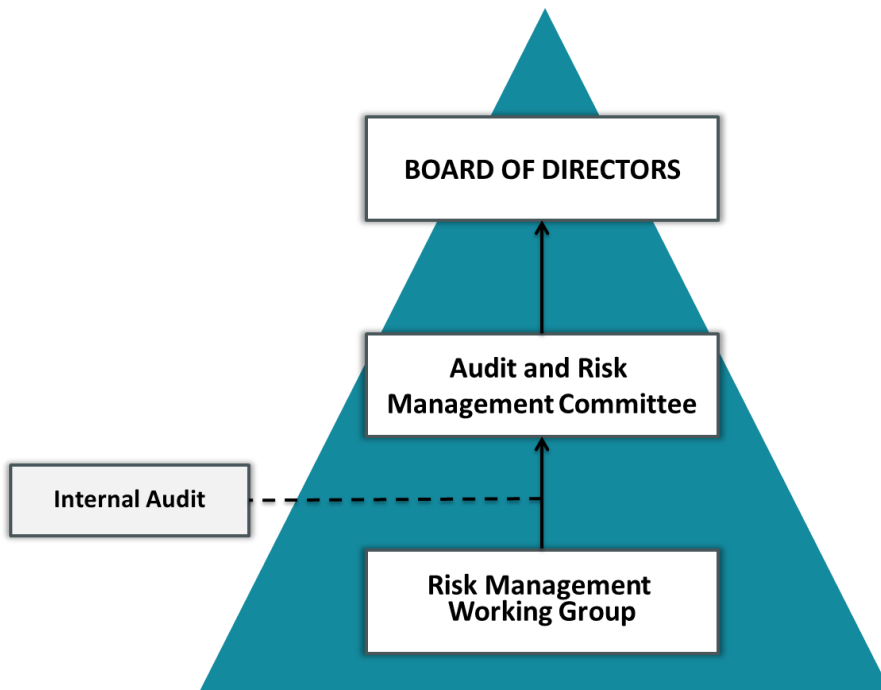 BOARD OF DIRECTORS
Audit and Risk
Management Committee
Internal Audit
Risk Management
Working Group